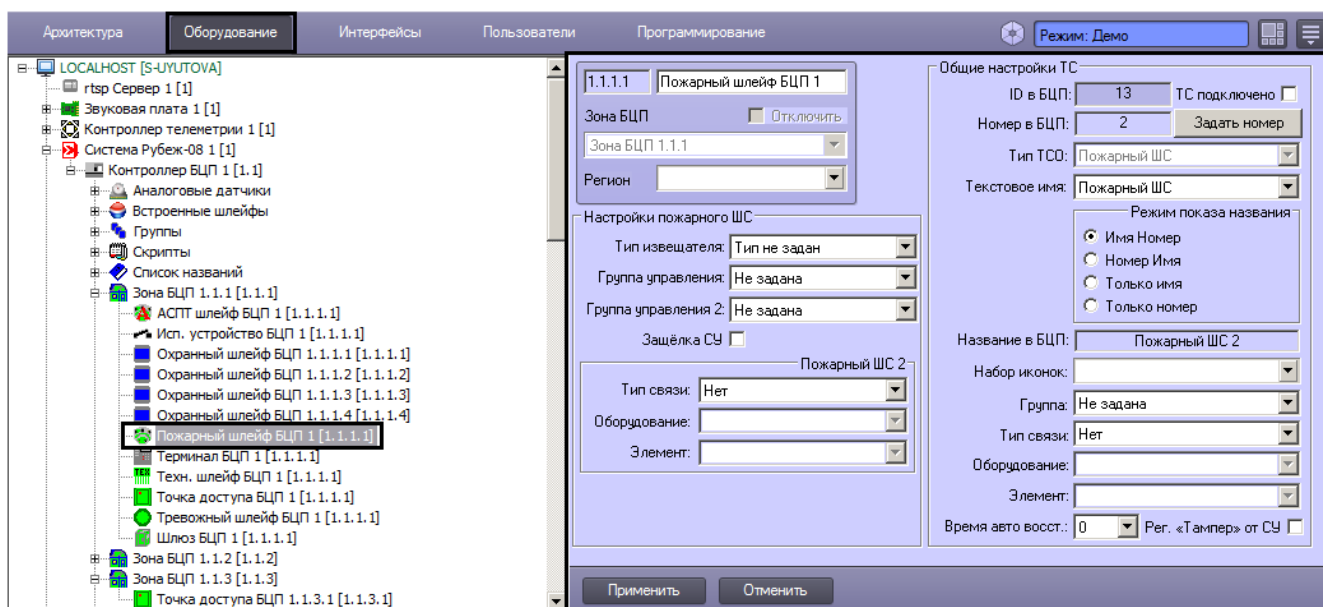 Архитектура Оборудование Интерфейсы Пользователи Программирование Режим: Демо
LOCALHOST [S-UYUTOVA]
rtsp Сервер 1 [1]
Звуковая плата 1 [1]
Контроллер телеметрии 1 [1]
Система Рубеж-08 1 [1]
Контроллер БЦП 1 [1.1]
Аналоговые датчики
Встроенные шлейфы
Группы
Скрипты
Список названий
Зона БЦП 1.1.1 [1.1.1]
АСПТ шлейф БЦП 1 [1.1.1.1]
Исп. устройство БЦП 1 [1.1.1.1]
Охранный шлейф БЦП 1.1.1.1 [1.1.1.1]
Охранный шлейф БЦП 1.1.1.2 [1.1.1.2]
Охранный шлейф БЦП 1.1.1.3 [1.1.1.3]
Охранный шлейф БЦП 1.1.1.4 [1.1.1.4]
Пожарный шлейф БЦП 1 [1.1.1.1]
Терминал БЦП 1 [1.1.1.1]
Техн. шлейф БЦП 1 [1.1.1.1]
Точка доступа БЦП 1 [1.1.1.1]
Тревожный шлейф БЦП 1 [1.1.1.1]
Шлюз БЦП 1 [1.1.1.1]
Зона БЦП 1.1.2 [1.1.2]
Зона БЦП 1.1.3 [1.1.3]
Точка доступа БЦП 1.1.3.1 [1.1.3.1]
1.1.1.1 Пожарный шлейф БЦП 1
Зона БЦП Отключить
Зона БЦП 1.1.1
Регион
Настройки пожарного ШС
Тип извещателя: Тип не задан
Группа управления: Не задана
Группа управления 2: Не задана
Защёлка СУ
Пожарный ШС 2
Тип связи: Нет
Оборудование:
Элемент:
Общие настройки ТС
ID в БЦП: 13 ТС подключено
Номер в БЦП: 2 Задать номер
Тип ТСО: Пожарный ШС
Текстовое имя: Пожарный ШС
Режим показа названия
Имя Номер
Номер Имя
Только имя
Только номер
Название в БЦП: Пожарный ШС 2
Набор иконок:
Группа: Не задана
Тип связи: Нет
Оборудование:
Элемент:
Время авто восст.: 0 Рег. «Тампер» от СУ
Применить Отменить